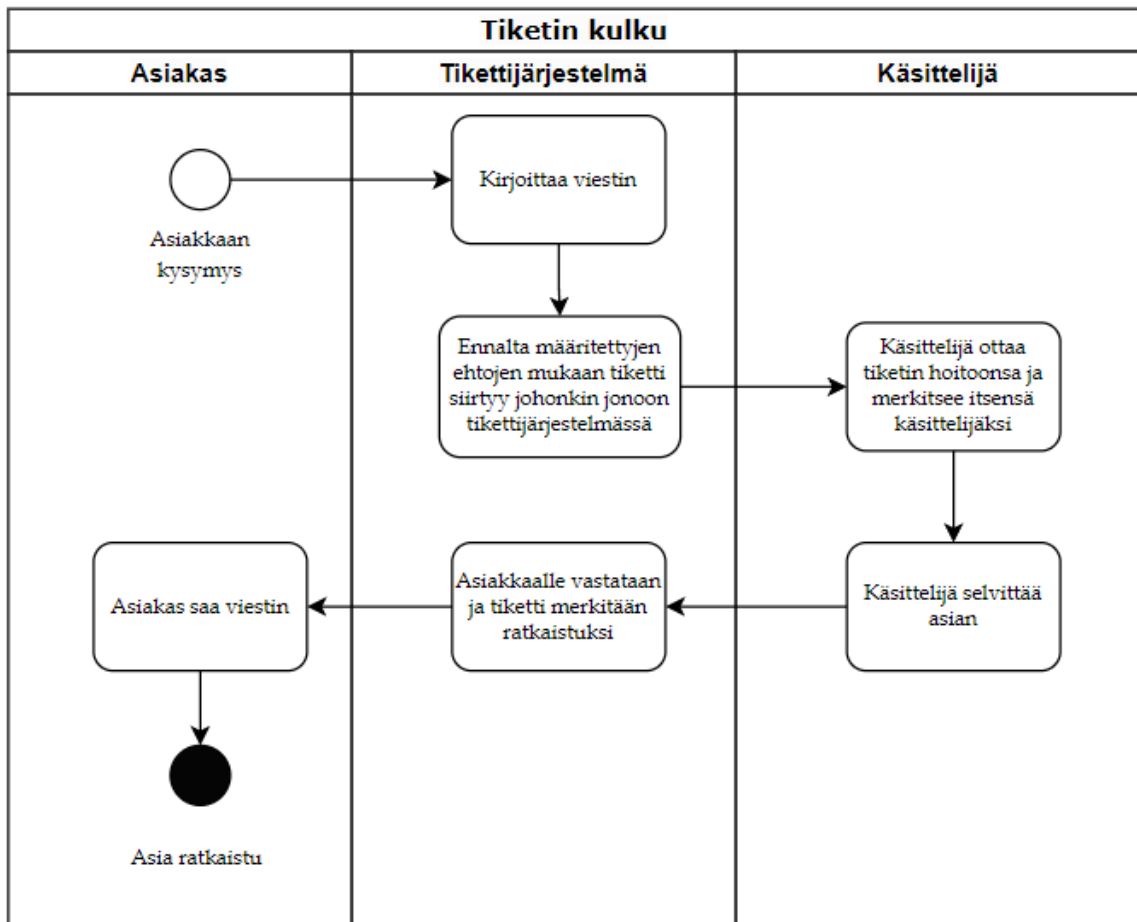 Tiketin kulku
Asiakas
Tikettijärjestelmä
Käsittelijä
Asiakkaan
kysymys
Kirjoittaa viestin
Ennalta määritettyjen
ehtojen mukaan tiketti
siirtyy johonkin jonoon
tikettijärjestelmässä
Käsittelijä ottaa
tiketin hoitoonsa ja
merkitsee itsensä
käsittelijäksi
Käsittelijä selvittää
asian
Asiakkaalle vastataan
ja tiketti merkitään
ratkaistuksi
Asiakas saa viestin
Asia ratkaistu